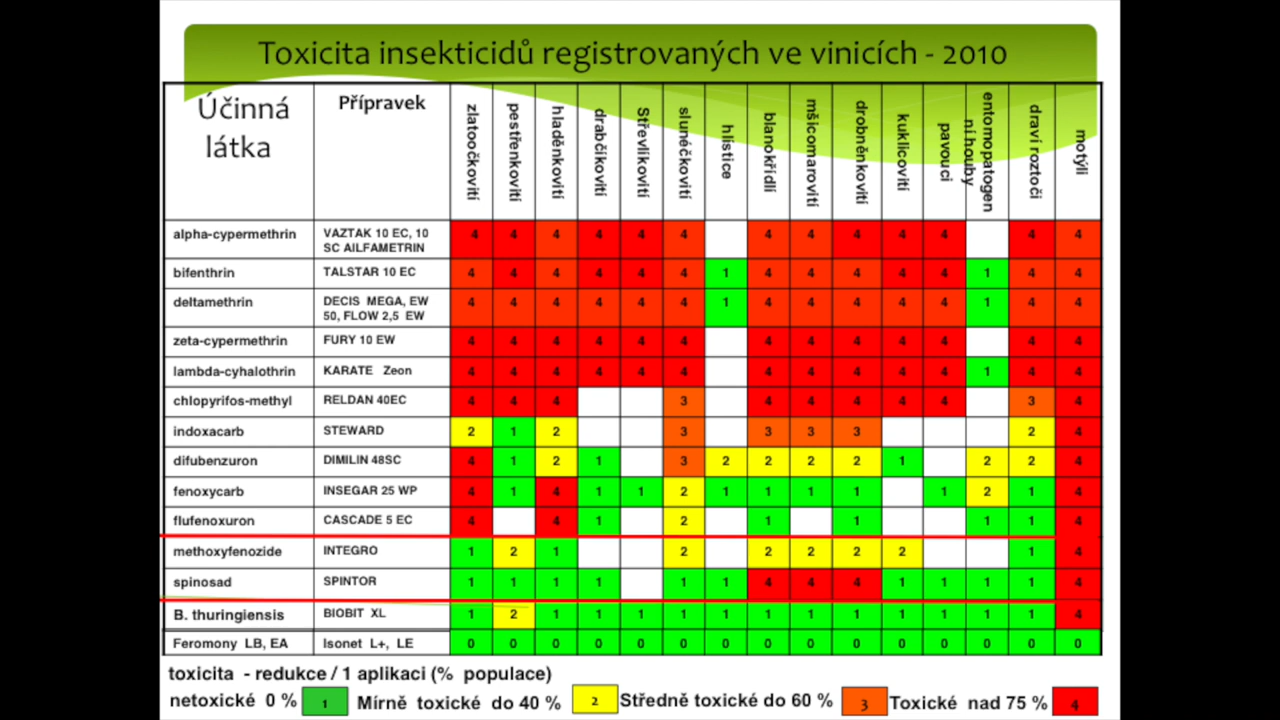 Toxicita insekticidů registrovaných ve vinicích - 2010
Účinná látka Přípravek zlatoočkovití pestřenkovití hladěnkovití drabčíkovití Střevlíkovití slunéčkovití hlístice blanokřídlí mšicomarovití drobněnkovití kuklicovití pavouci entomopatogen ní houby draví roztoči motýli
alpha-cypermethrin VAZTAK 10 EC, 10 SC AILFAMETRIN 4 4 4 4 4 4 4 4 4 4 4 4 4
bifenthrin TALSTAR 10 EC 4 4 4 4 4 4 1 4 4 4 4 4 1 4 4
deltamethrin DECIS MEGA, EW 50, FLOW 2,5 EW 4 4 4 4 4 4 1 4 4 4 4 4 1 4 4
zeta-cypermethrin FURY 10 EW 4 4 4 4 4 4 4 4 4 4 4 4 4
lambda-cyhalothrin KARATE Zeon 4 4 4 4 4 4 4 4 4 4 4 1 4 4
chlopyrifos-methyl RELDAN 40EC 4 4 4 3 4 4 4 4 4 3 4
indoxacarb STEWARD 2 1 2 3 3 3 3 2 4
difubenzuron DIMILIN 48SC 4 1 2 1 3 2 2 2 2 1 2 2 4
fenoxycarb INSEGAR 25 WP 4 1 4 1 1 2 1 1 1 1 1 2 1 4
flufenoxuron CASCADE 5 EC 4 4 1 2 1 1 1 1 4
methoxyfenozide INTEGRO 1 2 1 2 2 2 2 2 1 4
spinosad SPINTOR 1 1 1 1 1 1 4 4 4 1 1 1 1 4
B. thuringiensis BIOBIT XL 1 2 1 1 1 1 1 1 1 1 1 1 1 1 4
Feromony LB, EA Isonet L+, LE 0 0 0 0 0 0 0 0 0 0 0 0 0 0 0
toxicita - redukce / 1 aplikaci (% populace)
netoxické 0 % 1 Mírně toxické do 40 % 2 Středně toxické do 60 % 3 Toxické nad 75 % 4